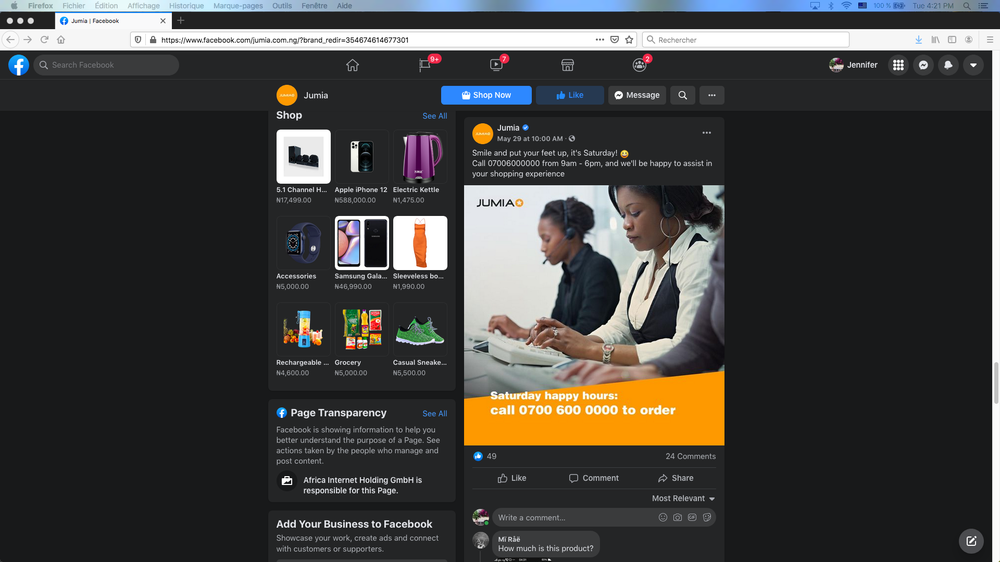 Firefox Fichier Édition Affichage Historique Marque-pages Outils Fenêtre Aide
100 % Tue 4:21 PM
Jumia | Facebook
https://www.facebook.com/jumia.com.ng/?brand_redir=354674614677301
Rechercher
Search Facebook
9+
7
2
Jennifer
JUMIA
Jumia
Shop Now
Like
Message
Shop
See All
5.1 Channel H...
₦17,499.00
Apple iPhone 12
₦588,000.00
Electric Kettle
₦1,475.00
Accessories
₦5,000.00
SAMSUNG
Samsung Gala...
₦46,990.00
Sleeveless bo...
₦1,990.00
Rechargeable ...
₦4,600.00
Grocery
₦5,000.00
Casual Sneake...
₦5,500.00
Page Transparency
See All
Facebook is showing information to help you
better understand the purpose of a Page. See
actions taken by the people who manage and
post content.
Africa Internet Holding GmbH is
responsible for this Page.
Add Your Business to Facebook
Showcase your work, create ads and connect
with customers or supporters.
JUMIA
Jumia
May 29 at 10:00 AM ·
Smile and put your feet up, it's Saturday! 😀
Call 07006000000 from 9am - 6pm, and we'll be happy to assist in
your shopping experience
JUMIA
Saturday happy hours:
call 0700 600 0000 to order
49
24 Comments
Like
Comment
Share
Most Relevant
Write a comment...
GIF
Mï Råë
How much is this product?
04:31